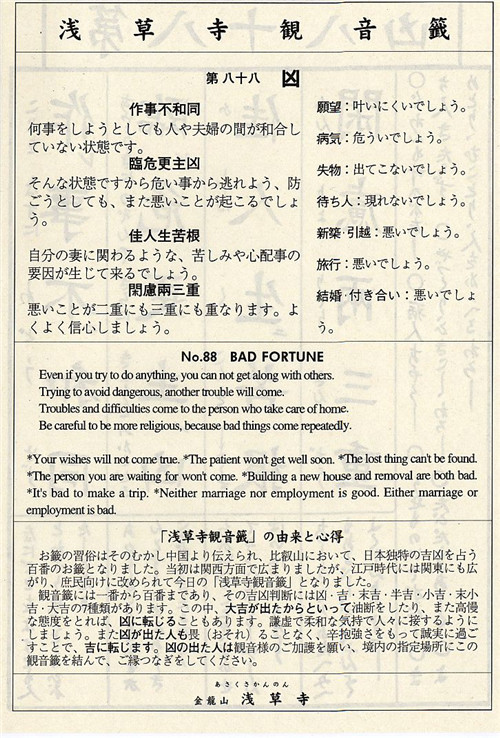 浅草寺観音籤
第八十八 凶
作事不和同
何事をしようとしても人や夫婦の間が和合し
ていない状態です。
臨危更主凶
そんな状態ですから危い事から逃れよう、防
ごうとしても、また悪いことが起こるでしょ
う。
佳人生苦根
自分の妻に関わるような、苦しみや心配事の
要因が生じて来るでしょう。
閑慮兩三重
悪いことが二重にも三重にも重なります。よ
くよく信心しましょう。
願望：叶いにくいでしょう。
病気：危ういでしょう。
失物：出てこないでしょう。
待ち人：現れないでしょう。
新築·引越：悪いでしょう。
旅行：悪いでしょう。
結婚·付き合い：悪いでしょ
う。
No.88 BAD FORTUNE
Even if you try to do anything, you can not get along with others.
Trying to avoid dangerous, another trouble will come.
Troubles and difficulties come to the person who take care of home.
Be careful to be more religious, because bad things come repeatedly.
*Your wishes will not come true. *The patient won't get well soon. *The lost thing can't be found.
*The person you are waiting for won't come. *Building a new house and removal are both bad.
*It's bad to make a trip. *Neither marriage nor employment is good. Either marriage or
employment is bad.
「浅草寺観音籤」の由来と心得
お籤の習俗はそのむかし中国より伝えられ、比叡山において、日本独特の吉凶を占う
百番のお籤となりました。当初は関西方面で広まりましたが、江戸時代には関東にも広
がり、庶民向けに改められて今日の「浅草寺観音籤」となりました。
観音籤には一番から百番まであり、その吉凶判断には凶·吉·末吉·半吉·小吉·末小
吉·大吉の7種類があります。この中、大吉が出たからといって油断をしたり、また高慢
な態度をとれば、凶に転じることもあります。謙虚で柔和な気持で人々に接するように
しましょう。また凶が出た人も畏（おそれ）ることなく、辛抱強さをもって誠実に過ご
すことで、吉に転じます。凶の出た人は観音様のご加護を願い、境内の指定場所にこの
観音籤を結んで、ご縁つなぎをしてください。
あさくさかんのん
金龍山 浅草寺